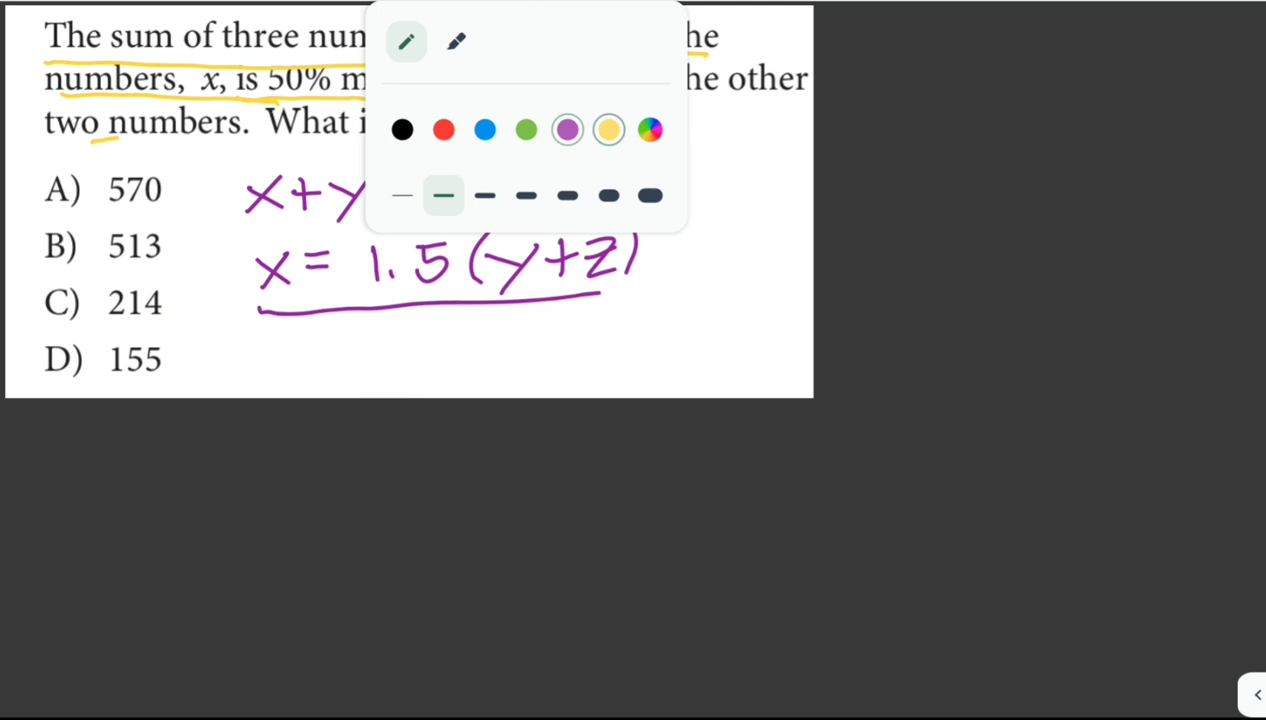 The sum of three num he
numbers, x, is 50% m he other
two numbers. What i
A) 570
x+y
B) 513
x = 1.5 (y+z)
C) 214
D) 155